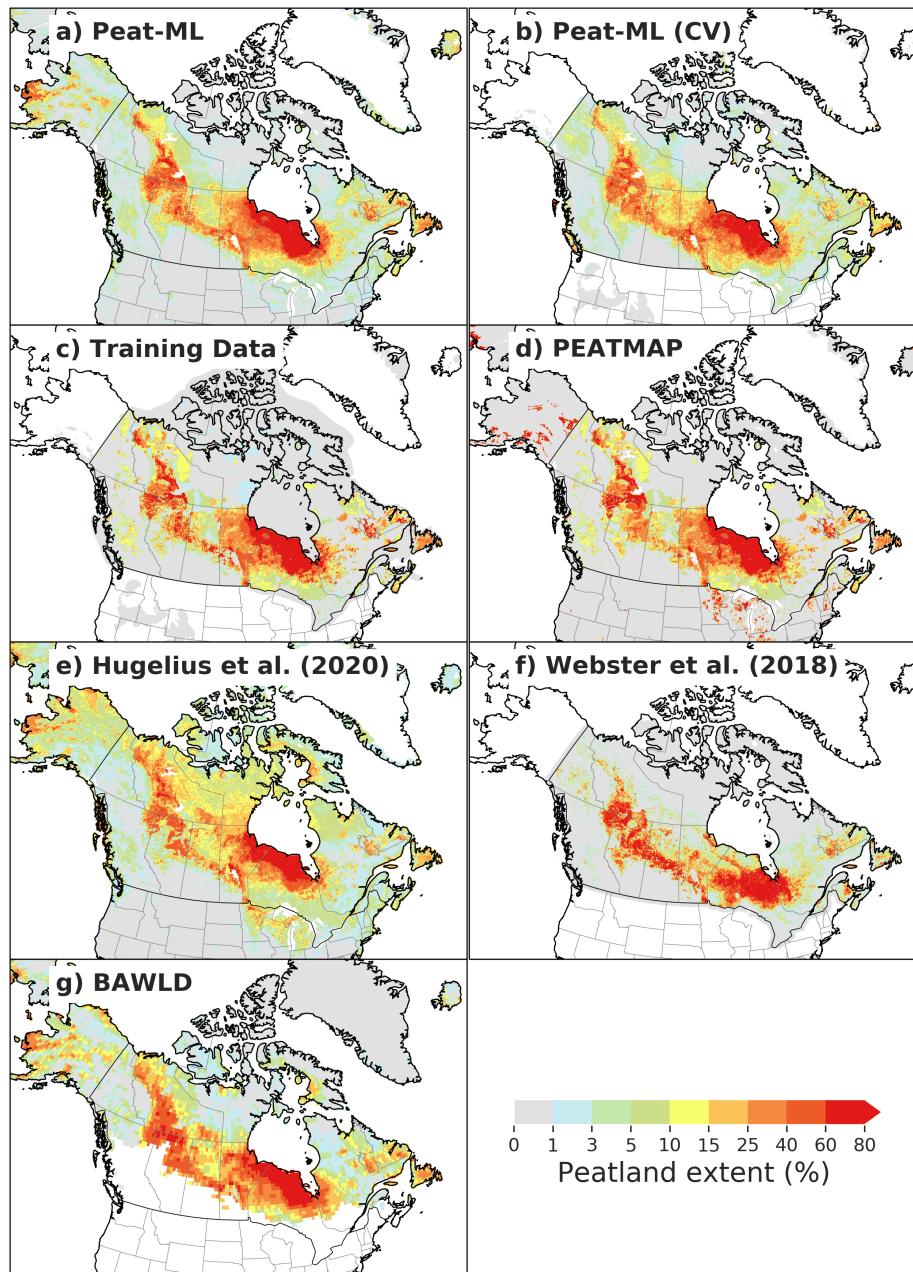 a) Peat-ML
b) Peat-ML (CV)
c) Training Data
d) PEATMAP
e) Hugelius et al. (2020)
f) Webster et al. (2018)
g) BAWLD
0 1 3 5 10 15 25 40 60 80
Peatland extent (%)